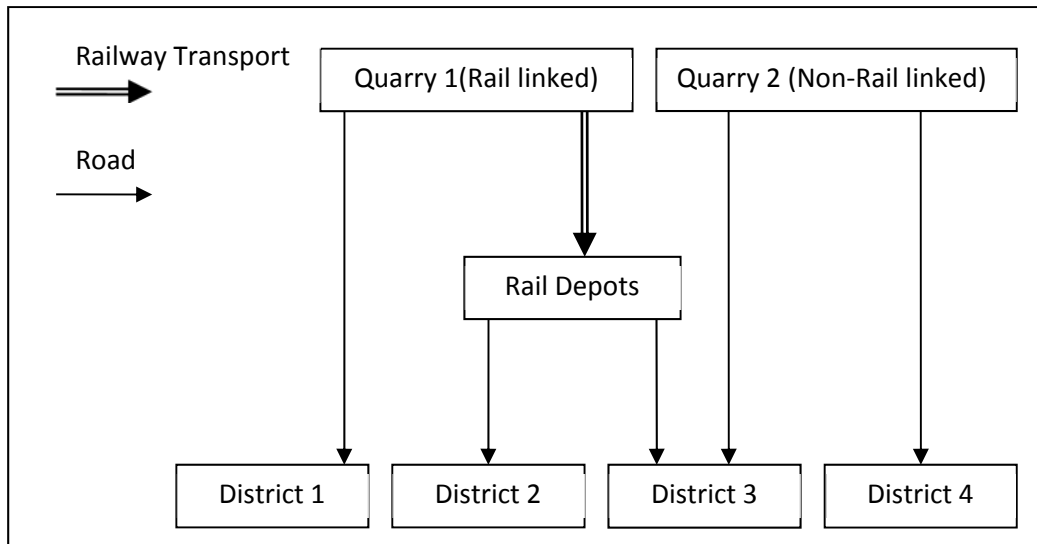 Railway Transport
Quarry 1(Rail linked)
Quarry 2 (Non-Rail linked)
Road
Rail Depots
District 1
District 2
District 3
District 4